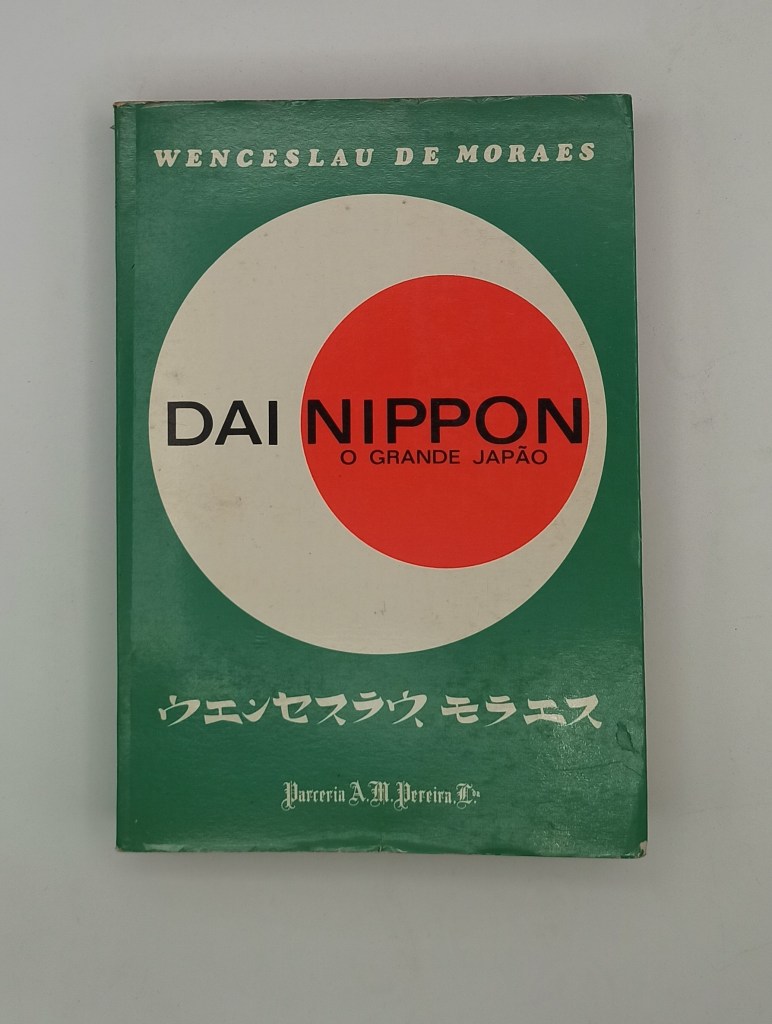 WENCESLAU DE MORAES
DAI NIPPON
O GRANDE JAPÃO
ウエンセスラウ モラエス
Parceria A. M. Pereira, L.da